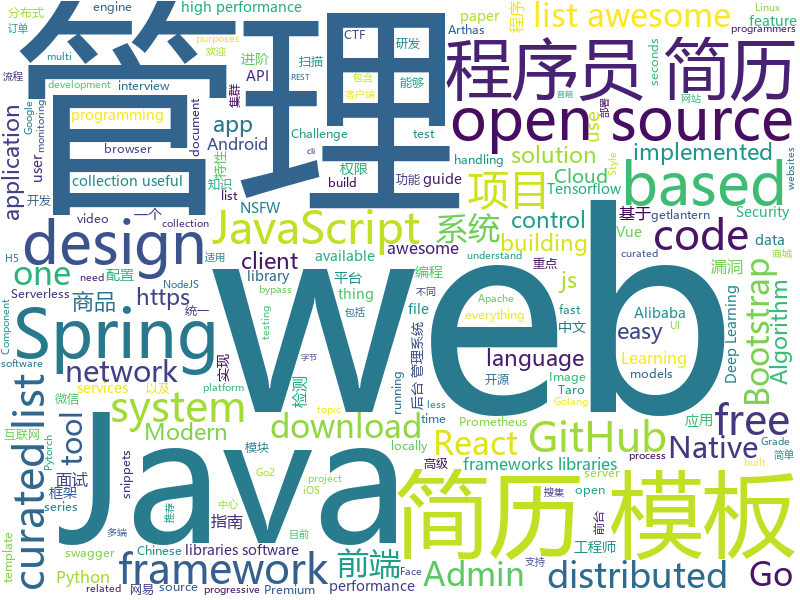 分布式 engine purposes 欢迎 high performance paper CTF 研发 Linux programmers
订单 multi 进阶 Arthas 程序 list awesome feature
流程 development interview API 扫描 能够 包含 seconds
管理 程序员 简历
application Google monitoring user programming document 集群 客户端 音箱 部署 网站
browser app Android Challenge test use open source
collection useful 特性 权限 handling solution implemented
开发 video 知识 NSFW build 功能 guide 项目 Cloud Tensorflow based websites
list cli
H5 一个 collection JavaScript 系统 control 基于 getlantern Security
design client available awesome building Vue code data
need 配置 library 平台 编程 js 重点 curated 漏洞 商城
one Serverless NodeJS 商品 https thing file 中文 understand 适用
Component Spring web 统一 bypass 不同 Apache fast Alibaba UI Bootstrap Algorithm
software testing 包括 everything easy
network 实现 后台 管理系统 language Learning Deep Learning
services 以及 platform running 开源 Image models
curated list tool system 检测 字节 less Taro Golang free
微信 Modern download time Prometheus 应用 topic
互联网 模块 locally React GitHub Native
Pytorch 面试 snippets 高级 frameworks libraries Grade
框架 Java process server built 简单
series 指南 Go2 project 简历 模板
template Chinese libraries software 推荐 iOS 中心 多端 open 搜集 前台 工程师
swagger framework 前端
Python 网易 source performance 目前 Admin distributed Go
related progressive Premium REST Face 支持 Style